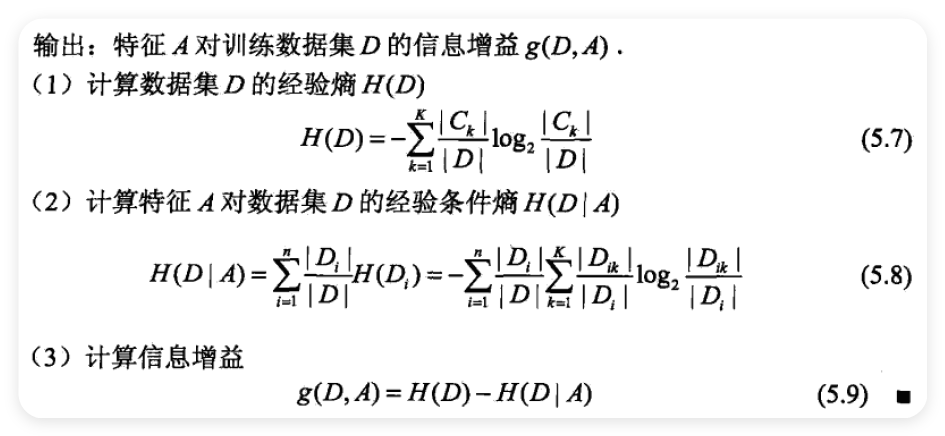 输出：特征 A 对训练数据集 D 的信息增益 g(D, A) .
（1）计算数据集 D 的经验熵 H(D)
H(D) = -\sum_{k=1}^{K} \frac{|C_k|}{|D|} \log_2 \frac{|C_k|}{|D|} (5.7)
（2）计算特征 A 对数据集 D 的经验条件熵 H(D | A)
H(D | A) = \sum_{i=1}^{n} \frac{|D_i|}{|D|} H(D_i) = -\sum_{i=1}^{n} \frac{|D_i|}{|D|} \sum_{k=1}^{K} \frac{|D_{ik}|}{|D_i|} \log_2 \frac{|D_{ik}|}{|D_i|} (5.8)
（3）计算信息增益
g(D, A) = H(D) - H(D | A) (5.9) ■